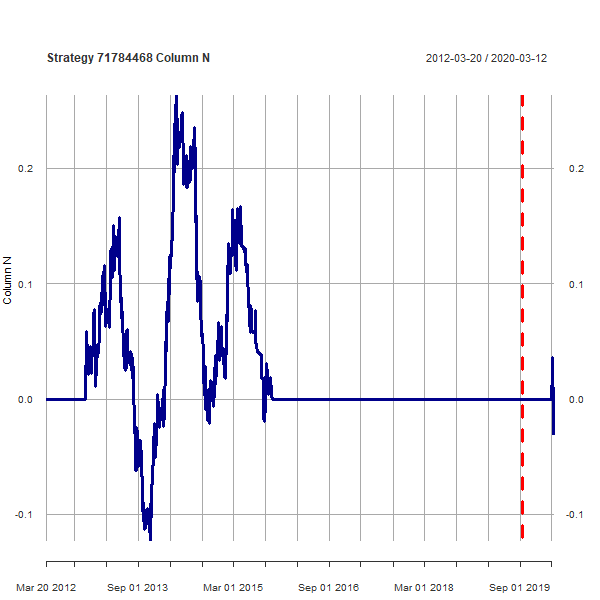 Strategy 71784468 Column N
2012-03-20 / 2020-03-12
Column N
0.2
0.1
0.0
-0.1
0.2
0.1
0.0
-0.1
Mar 20 2012
Sep 01 2013
Mar 01 2015
Sep 01 2016
Mar 01 2018
Sep 01 2019